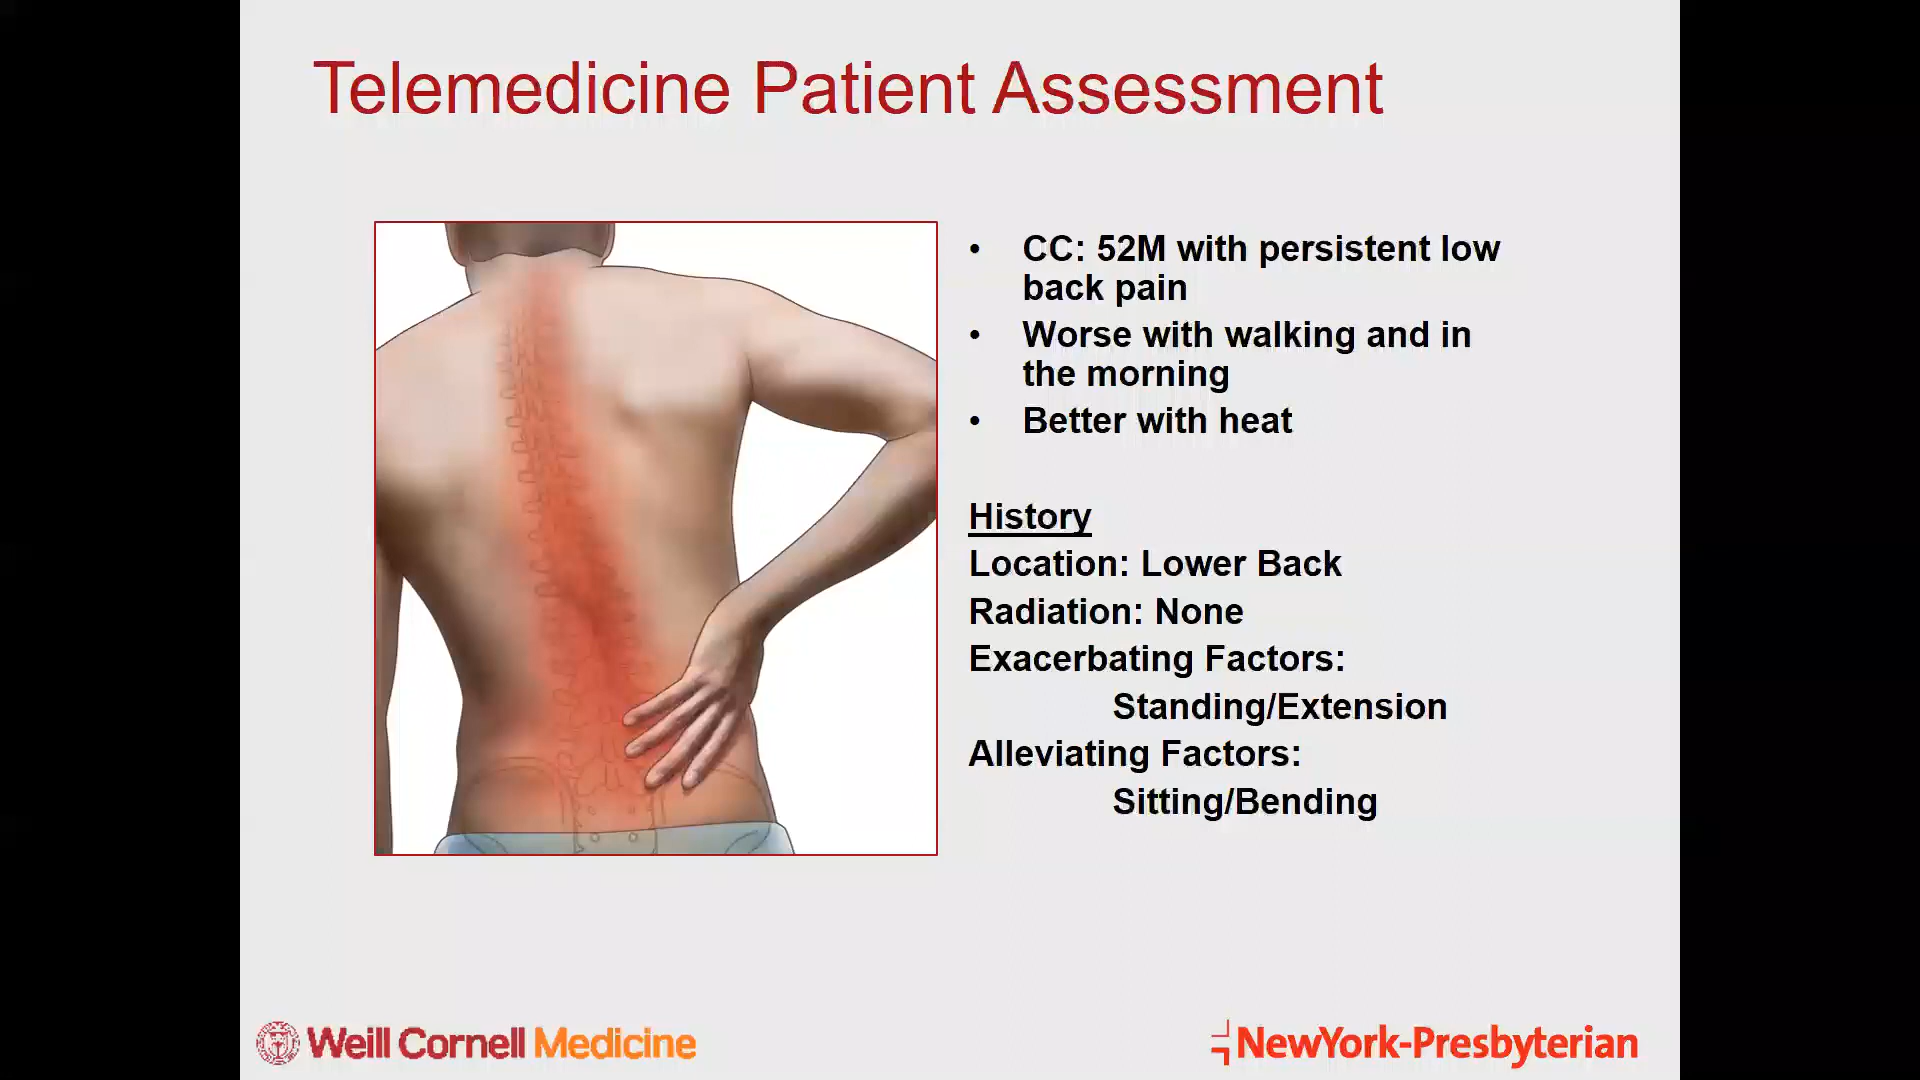 Telemedicine Patient Assessment
• CC: 52M with persistent low
back pain
• Worse with walking and in
the morning
• Better with heat
History
Location: Lower Back
Radiation: None
Exacerbating Factors:
Standing/Extension
Alleviating Factors:
Sitting/Bending
Weill Cornell Medicine
NewYork-Presbyterian